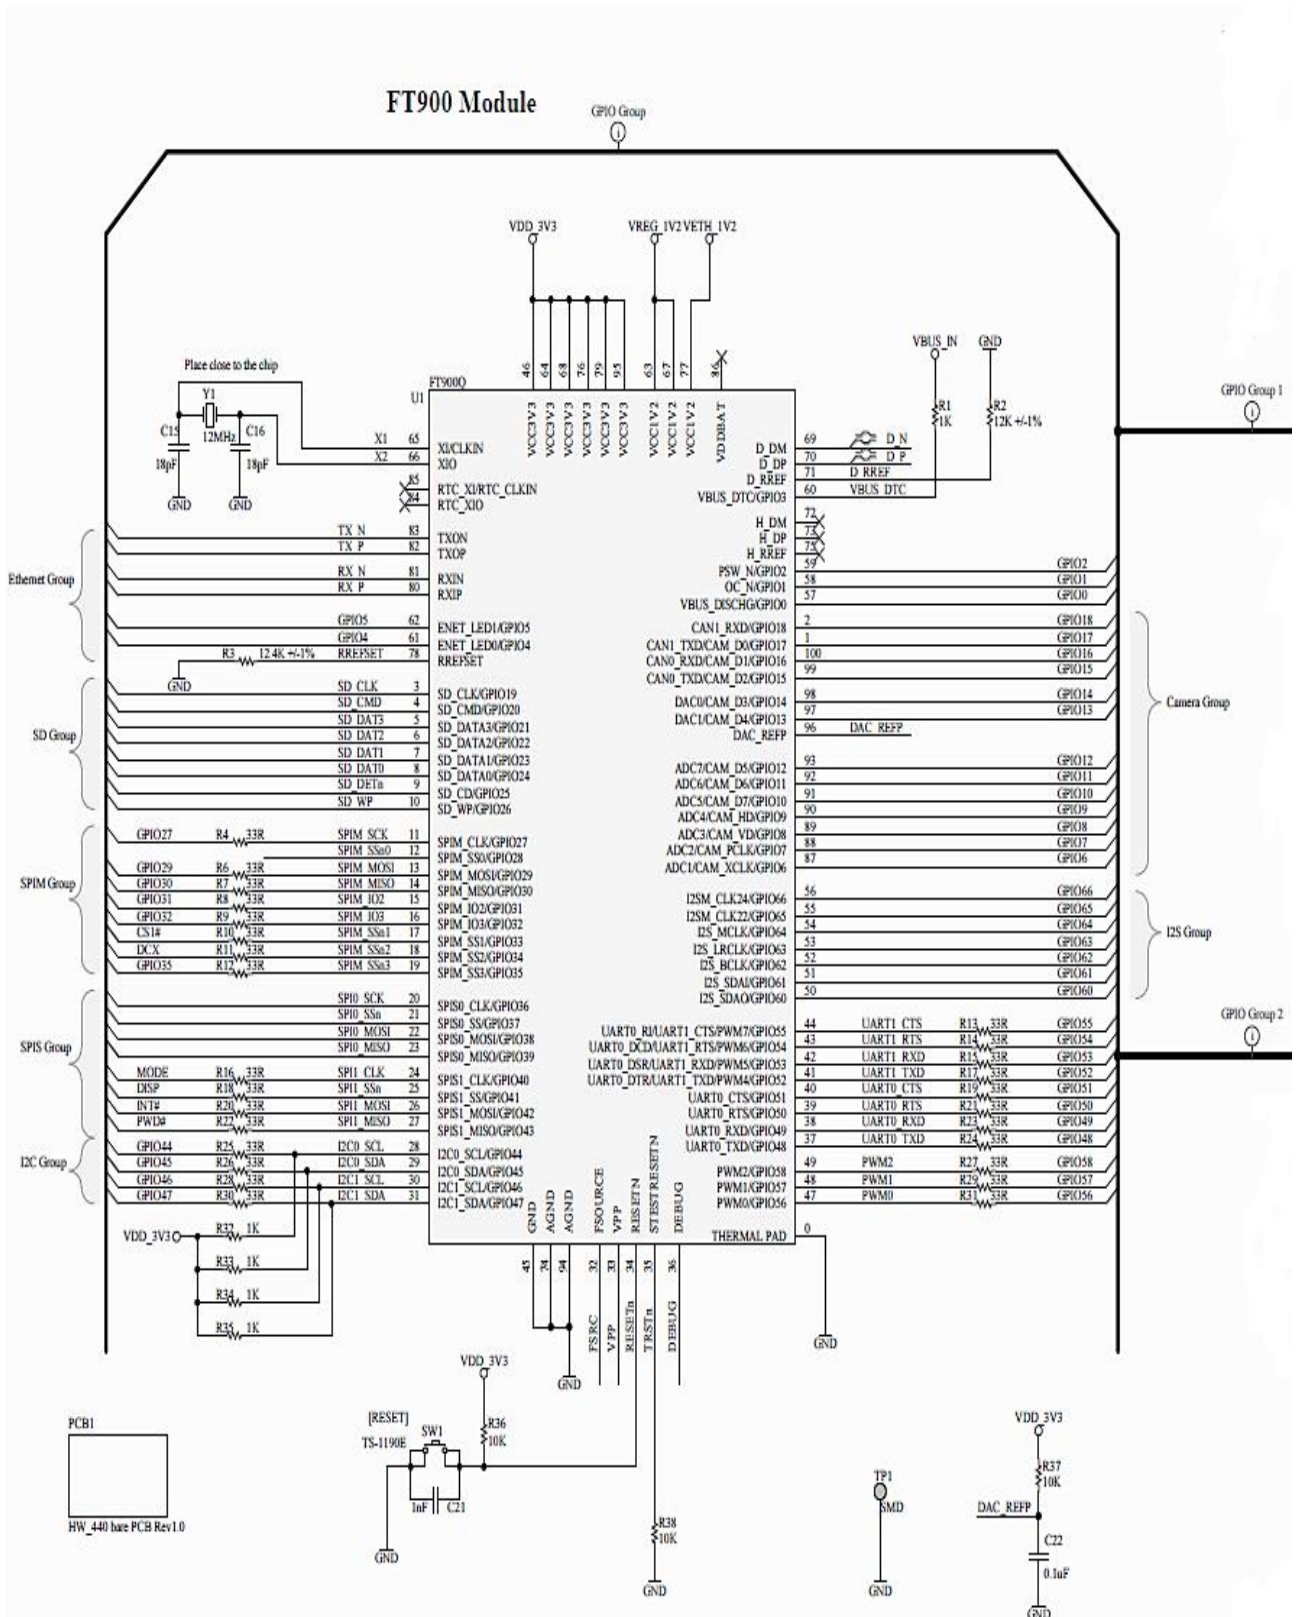 FT900 Module
GPIO Group
i
VDD_3V3
VREG_1V2
VETH_1V2
Place close to the chip
Y1
12MHz
C15
18pF
C16
18pF
GND
GND
U1
FT900Q
46 64 68 76 79 95 63 67 77 86
VCC3V3 VCC3V3 VCC3V3 VCC3V3 VCC3V3 VCC3V3 VCC1V2 VCC1V2 VCC1V2 VDDBAT
VBUS_IN
GND
R1
1K
R2
12K +/-1%
GPIO Group 1
i
X1 65 XI/CLKIN
X2 66 XIO
85 RTC_XI/RTC_CLKIN
84 RTC_XIO
Ethernet Group
TX_N 83 TXON
TX_P 82 TXOP
RX_N 81 RXIN
RX_P 80 RXIP
GPIO5 62 ENET_LED1/GPIO5
GPIO4 61 ENET_LED0/GPIO4
R3 12.4K +/-1% RREFSET 78 RREFSET
GND
SD Group
SD_CLK 3 SD_CLK/GPIO19
SD_CMD 4 SD_CMD/GPIO20
SD_DAT3 5 SD_DATA3/GPIO21
SD_DAT2 6 SD_DATA2/GPIO22
SD_DAT1 7 SD_DATA1/GPIO23
SD_DAT0 8 SD_DATA0/GPIO24
SD_DETn 9 SD_CD/GPIO25
SD_WP 10 SD_WP/GPIO26
SPIM Group
GPIO27 R4 33R SPIM_SCK 11 SPIM_CLK/GPIO27
SPIM_SSn0 12 SPIM_SS0/GPIO28
GPIO29 R6 33R SPIM_MOSI 13 SPIM_MOSI/GPIO29
GPIO30 R7 33R SPIM_MISO 14 SPIM_MISO/GPIO30
GPIO31 R8 33R SPIM_IO2 15 SPIM_IO2/GPIO31
GPIO32 R9 33R SPIM_IO3 16 SPIM_IO3/GPIO32
CS1# R10 33R SPIM_SSn1 17 SPIM_SS1/GPIO33
DCX R11 33R SPIM_SSn2 18 SPIM_SS2/GPIO34
GPIO35 R12 33R SPIM_SSn3 19 SPIM_SS3/GPIO35
SPIS Group
SPI0_SCK 20 SPIS0_CLK/GPIO36
SPI0_SSn 21 SPIS0_SS/GPIO37
SPI0_MOSI 22 SPIS0_MOSI/GPIO38
SPI0_MISO 23 SPIS0_MISO/GPIO39
MODE R16 33R SPI1_CLK 24 SPIS1_CLK/GPIO40
DISP R18 33R SPI1_SSn 25 SPIS1_SS/GPIO41
INT# R20 33R SPI1_MOSI 26 SPIS1_MOSI/GPIO42
PWD# R22 33R SPI1_MISO 27 SPIS1_MISO/GPIO43
I2C Group
GPIO44 R25 33R I2C0_SCL 28 I2C0_SCL/GPIO44
GPIO45 R26 33R I2C0_SDA 29 I2C0_SDA/GPIO45
GPIO46 R28 33R I2C1_SCL 30 I2C1_SCL/GPIO46
GPIO47 R30 33R I2C1_SDA 31 I2C1_SDA/GPIO47
VDD_3V3
R32 1K
R33 1K
R34 1K
R35 1K
D_DM 69 D_N
D_DP 70 D_P
D_RREF 71 D_RREF
VBUS_DTC/GPIO3 60 VBUS_DTC
H_DM 72
H_DP 73
H_RREF 75
PSW_N/GPIO2 59 GPIO2
OC_N/GPIO1 58 GPIO1
VBUS_DISCHG/GPIO0 57 GPIO0
CAN1_RXD/GPIO18 2 GPIO18
CAN1_TXD/CAM_D0/GPIO17 1 GPIO17
CAN0_RXD/CAM_D1/GPIO16 100 GPIO16
CAN0_TXD/CAM_D2/GPIO15 99 GPIO15
DAC0/CAM_D3/GPIO14 98 GPIO14
DAC1/CAM_D4/GPIO13 97 GPIO13
DAC_REFP 96 DAC_REFP
ADC7/CAM_D5/GPIO12 93 GPIO12
ADC6/CAM_D6/GPIO11 92 GPIO11
ADC5/CAM_D7/GPIO10 91 GPIO10
ADC4/CAM_HD/GPIO9 90 GPIO9
ADC3/CAM_VD/GPIO8 89 GPIO8
ADC2/CAM_PCLK/GPIO7 88 GPIO7
ADC1/CAM_XCLK/GPIO6 87 GPIO6
Camera Group
I2SM_CLK24/GPIO66 56 GPIO66
I2SM_CLK22/GPIO65 55 GPIO65
I2S_MCLK/GPIO64 54 GPIO64
I2S_LRCLK/GPIO63 53 GPIO63
I2S_BCLK/GPIO62 52 GPIO62
I2S_SDAI/GPIO61 51 GPIO61
I2S_SDAO/GPIO60 50 GPIO60
I2S Group
GPIO Group 2
i
UART0_RI/UART1_CTS/PWM7/GPIO55 44 UART1_CTS R13 33R GPIO55
UART0_DCD/UART1_RTS/PWM6/GPIO54 43 UART1_RTS R14 33R GPIO54
UART0_DSR/UART1_RXD/PWM5/GPIO53 42 UART1_RXD R15 33R GPIO53
UART0_DTR/UART1_TXD/PWM4/GPIO52 41 UART1_TXD R17 33R GPIO52
UART0_CTS/GPIO51 40 UART0_CTS R19 33R GPIO51
UART0_RTS/GPIO50 39 UART0_RTS R21 33R GPIO50
UART0_RXD/GPIO49 38 UART0_RXD R23 33R GPIO49
UART0_TXD/GPIO48 37 UART0_TXD R24 33R GPIO48
PWM2/GPIO58 49 PWM2 R27 33R GPIO58
PWM1/GPIO57 48 PWM1 R29 33R GPIO57
PWM0/GPIO56 47 PWM0 R31 33R GPIO56
THERMAL PAD 0
GND
GND AGND AGND FSOURCE VPP RESETN STESTRESETN DEBUG
45 74 94 32 33 34 35 36
FSRC VPP RESETn TRSTn DEBUG
GND
VDD_3V3
R36
10K
[RESET]
SW1
TS-1190E
1nF C21
GND
R38
10K
GND
PCB1
HW_440 bare PCB Rev1.0
TP1
SMD
GND
VDD_3V3
R37
10K
DAC_REFP
C22
0.1uF
GND